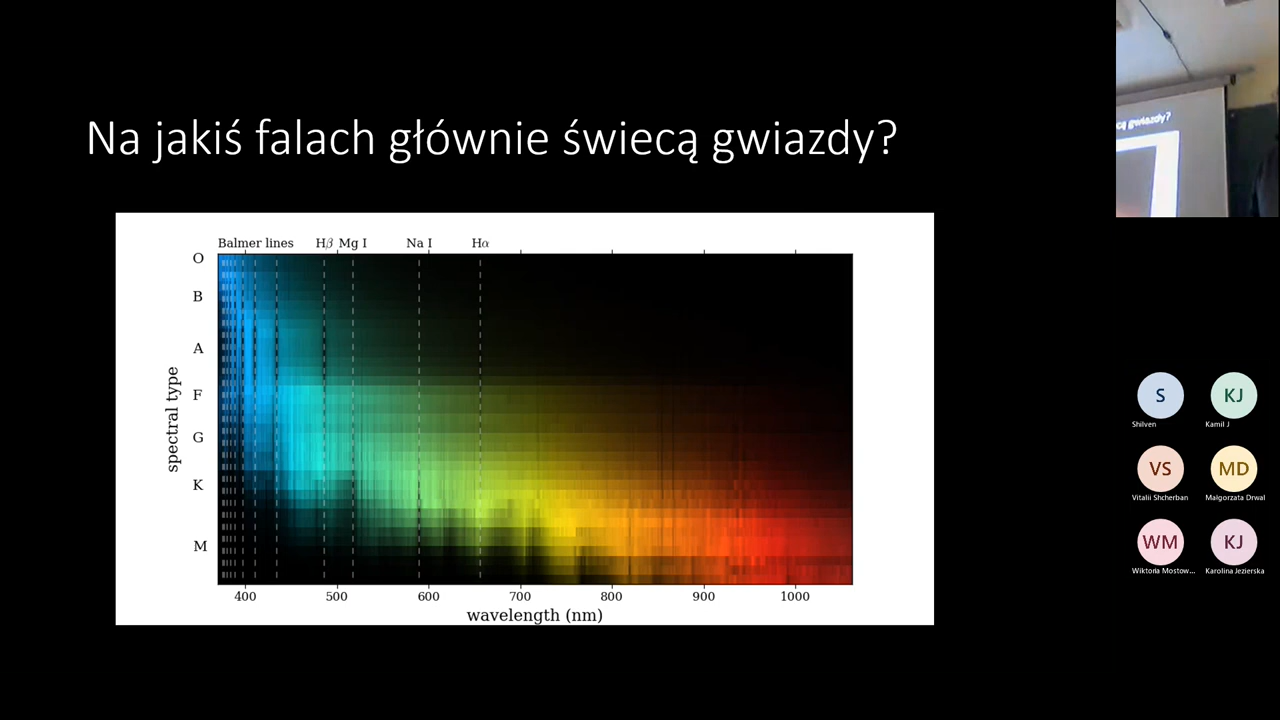 Na jakiś falach głównie świecą gwiazdy?
Balmer lines Hβ Mg I Na I Hα
O
B
A
F
G
K
M
spectral type
400 500 600 700 800 900 1000
wavelength (nm)
cą gwiazdy?
S KJ
Shilven Kamil J
VS MD
Vitalii Shcherban Małgorzata Drwal
WM KJ
Wiktoria Mostow... Karolina Jezierska